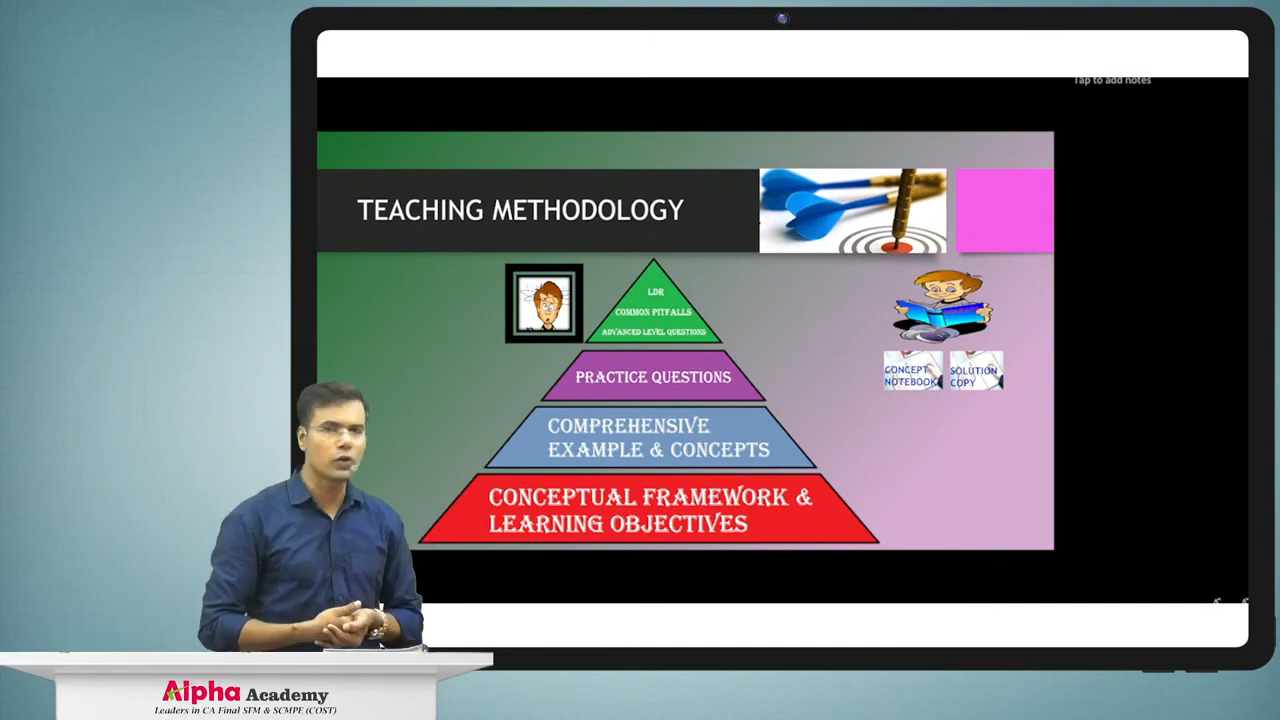 Tap to add notes
TEACHING METHODOLOGY
LDR
COMMON PITFALLS
ADVANCED LEVEL QUESTIONS
PRACTICE QUESTIONS
COMPREHENSIVE
EXAMPLE & CONCEPTS
CONCEPTUAL FRAMEWORK &
LEARNING OBJECTIVES
CONCEPT
NOTEBOOK
SOLUTION
COPY
Alpha Academy
Leaders in CA Final SFM & SCMPE (COST)